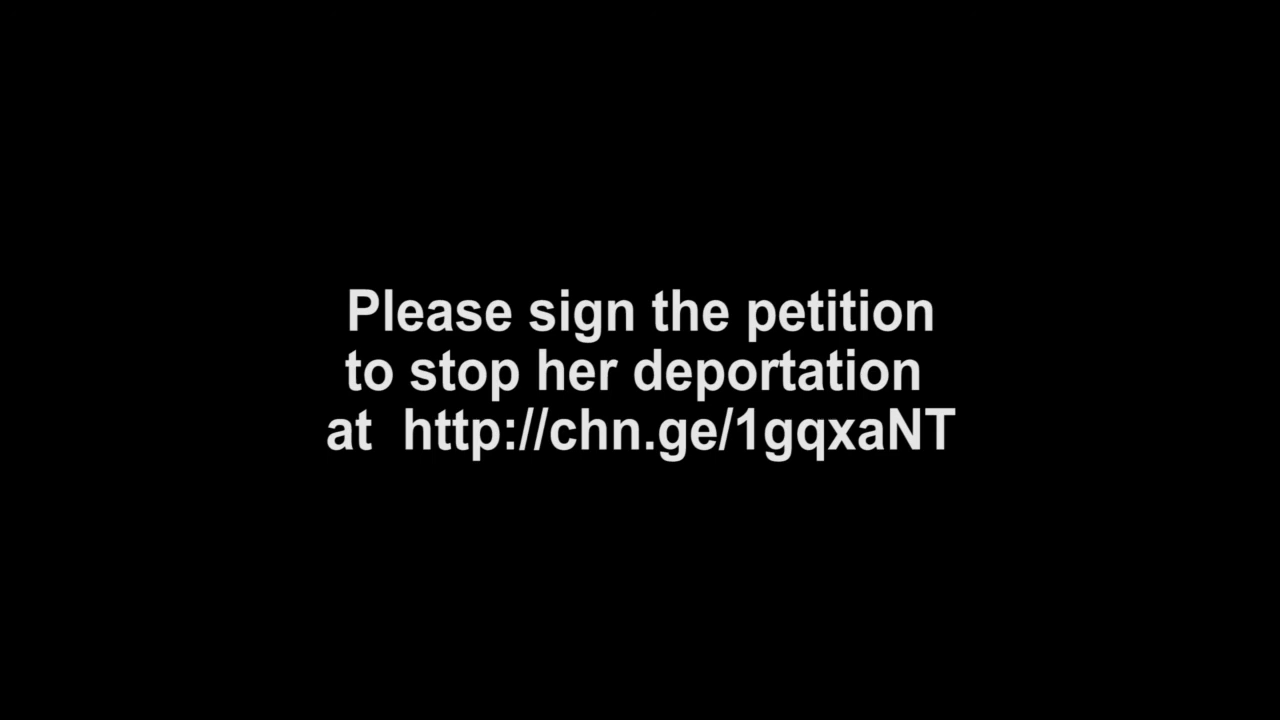 Please sign the petition
to stop her deportation
at http://chn.ge/1gqxaNT